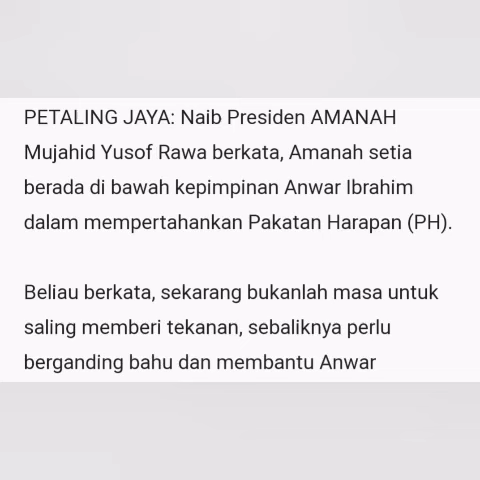 PETALING JAYA: Naib Presiden AMANAH
Mujahid Yusof Rawa berkata, Amanah setia
berada di bawah kepimpinan Anwar Ibrahim
dalam mempertahankan Pakatan Harapan (PH).
Beliau berkata, sekarang bukanlah masa untuk
saling memberi tekanan, sebaliknya perlu
berganding bahu dan membantu Anwar